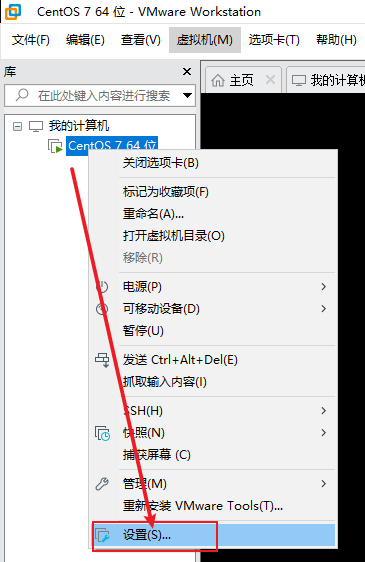 CentOS 7 64 位 - VMware Workstation
文件(F) 编辑(E) 查看(V) 虚拟机(M) 选项卡(T) 帮助(H)
库
主页
我的计算机
在此处键入内容进行搜索
我的计算机
CentOS 7 64 位
关闭选项卡(B)
标记为收藏项(F)
重命名(A)...
打开虚拟机目录(O)
移除(R)
电源(P)
可移动设备(D)
暂停(U)
发送 Ctrl+Alt+Del(E)
抓取输入内容(I)
SSH(H)
快照(N)
捕获屏幕 (C)
管理(M)
重新安装 VMware Tools(T)...
设置(S)...